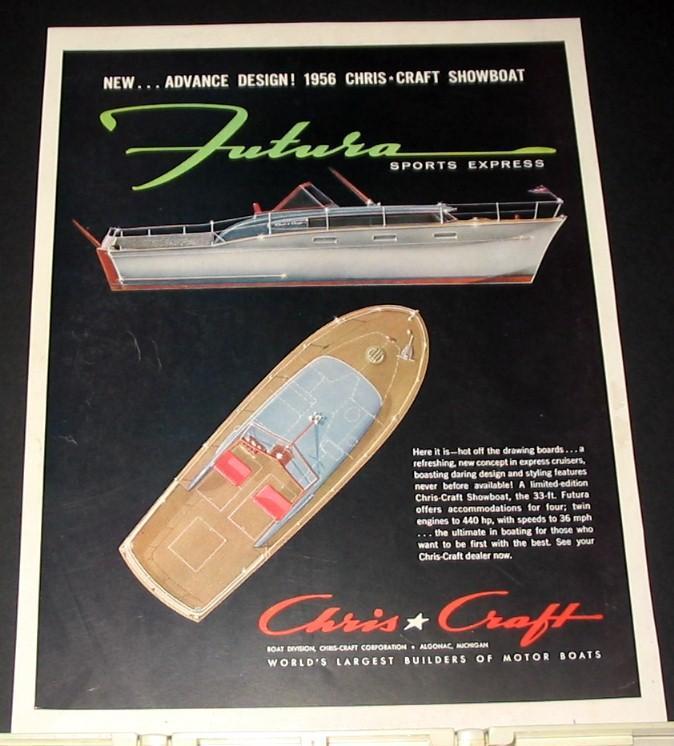 NEW... ADVANCE DESIGN! 1956 CHRIS★CRAFT SHOWBOAT
Futura
SPORTS EXPRESS
Here it is—hot off the drawing boards...a
refreshing, new concept in express cruisers,
boasting daring design and styling features
never before available! A limited-edition
Chris-Craft Showboat, the 33-ft. Futura
offers accommodations for four; twin
engines to 440 hp, with speeds to 36 mph
...the ultimate in boating for those who
want to be first with the best. See your
Chris-Craft dealer now.
Chris★Craft
BOAT DIVISION, CHRIS-CRAFT CORPORATION • ALGONAC, MICHIGAN
WORLD'S LARGEST BUILDERS OF MOTOR BOATS